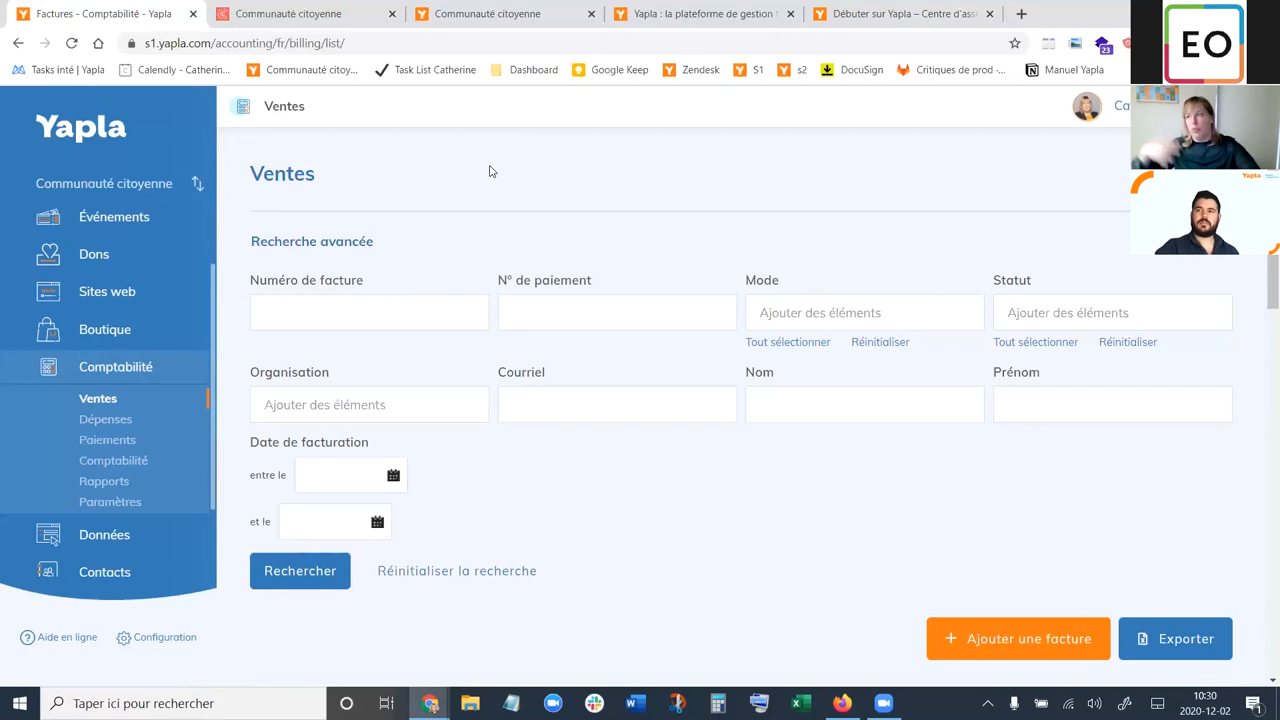 Factures - Comptabilité - Yapla
Communauté citoyenne
Communauté citoyenne
Yapla : la plateforme de gestion t
Débuter sur Yapla – Centre d'ass
s1.yapla.com/accounting/fr/billing/list/
23
Tasks inté | Yapla
Calendly - Catherin...
Communauté citoy...
Task List Catherine
Dashboard
Google Keep
Zendesk
S1
s2
DocuSign
Critiques de prod -...
Manuel Yapla
EO
Yapla
Ventes
Ca
Yapla
Communauté citoyenne
Événements
Dons
Sites web
Boutique
Comptabilité
Ventes
Dépenses
Paiements
Comptabilité
Rapports
Paramètres
Données
Contacts
Aide en ligne
Configuration
Ventes
Recherche avancée
Numéro de facture
N° de paiement
Mode
Statut
Ajouter des éléments
Ajouter des éléments
Tout sélectionner
Réinitialiser
Tout sélectionner
Réinitialiser
Organisation
Courriel
Nom
Prénom
Ajouter des éléments
Date de facturation
entre le
et le
Rechercher
Réinitialiser la recherche
+ Ajouter une facture
Exporter
Taper ici pour rechercher
10:30
2020-12-02
1